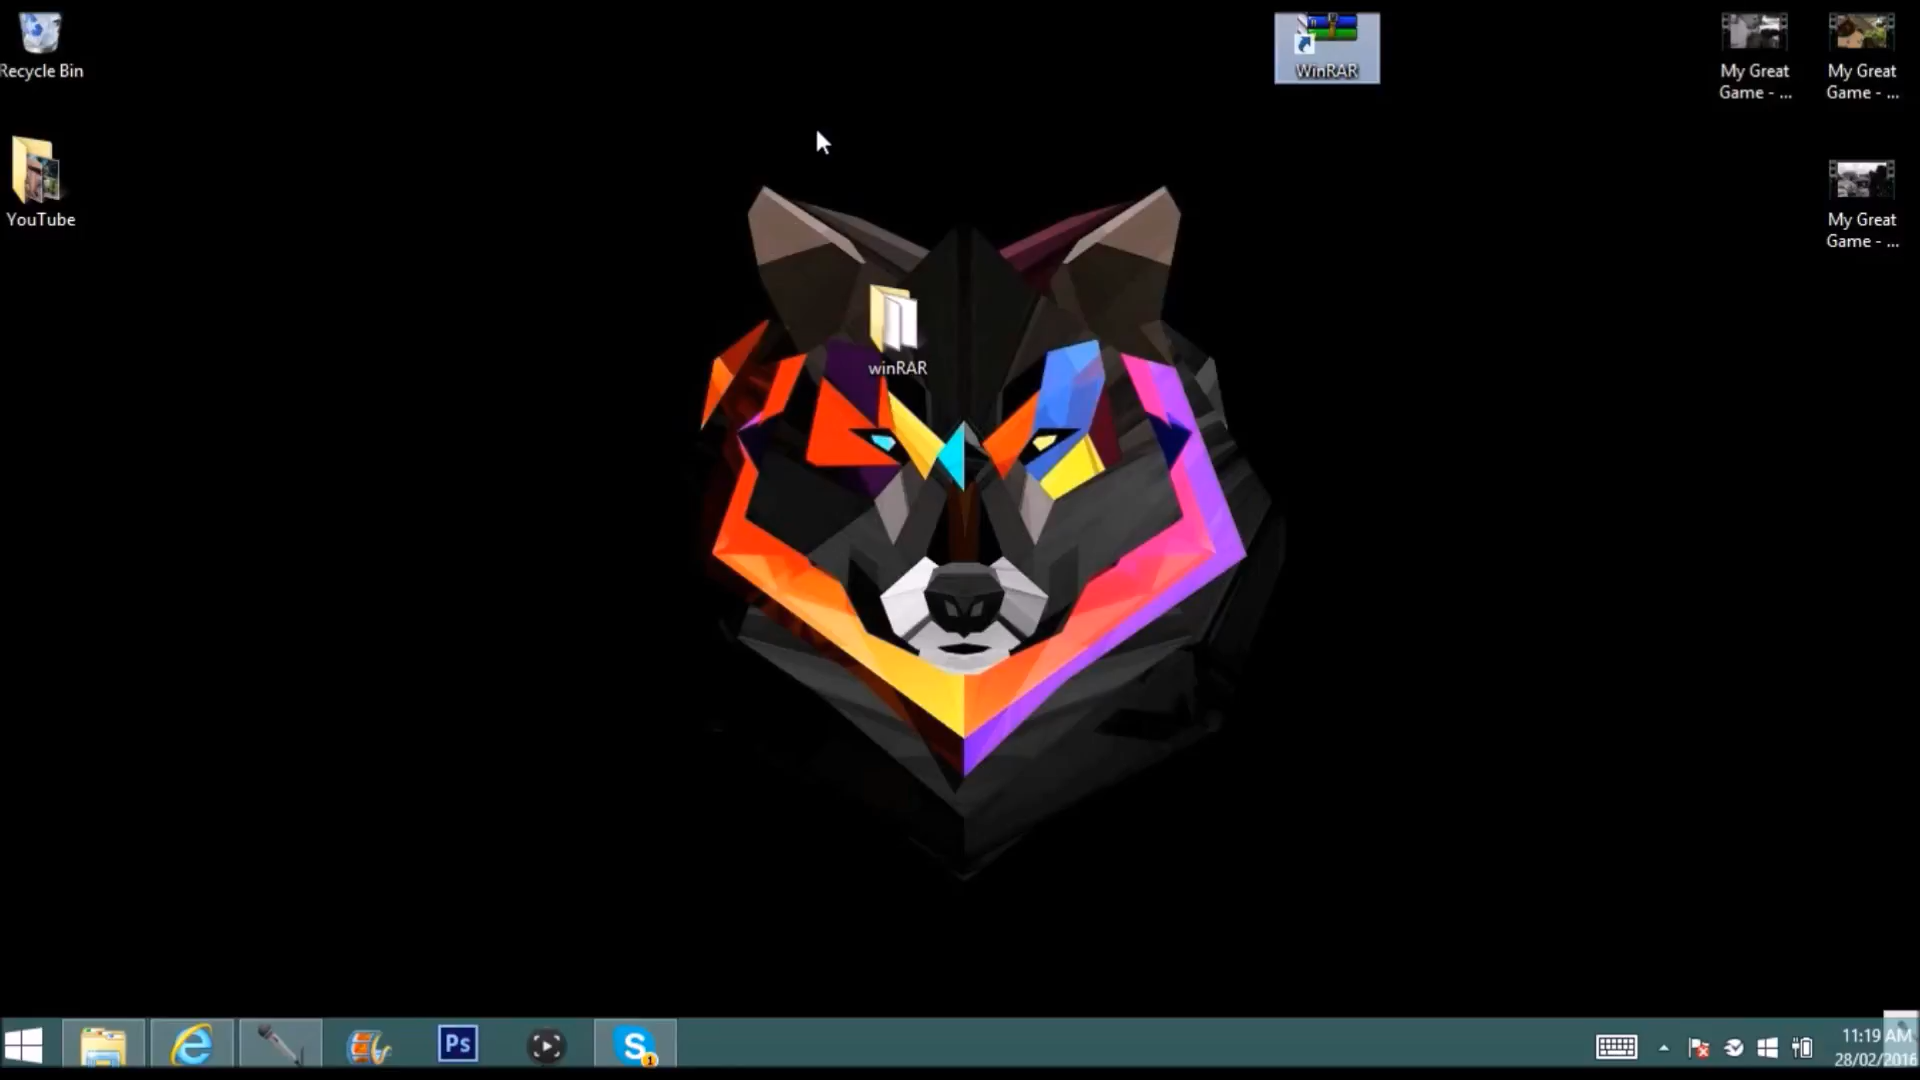 Recycle Bin
WinRAR
My Great
Game - ...
My Great
Game - ...
YouTube
My Great
Game - ...
winRAR
Ps
S
1
11:19 AM
28/02/2016